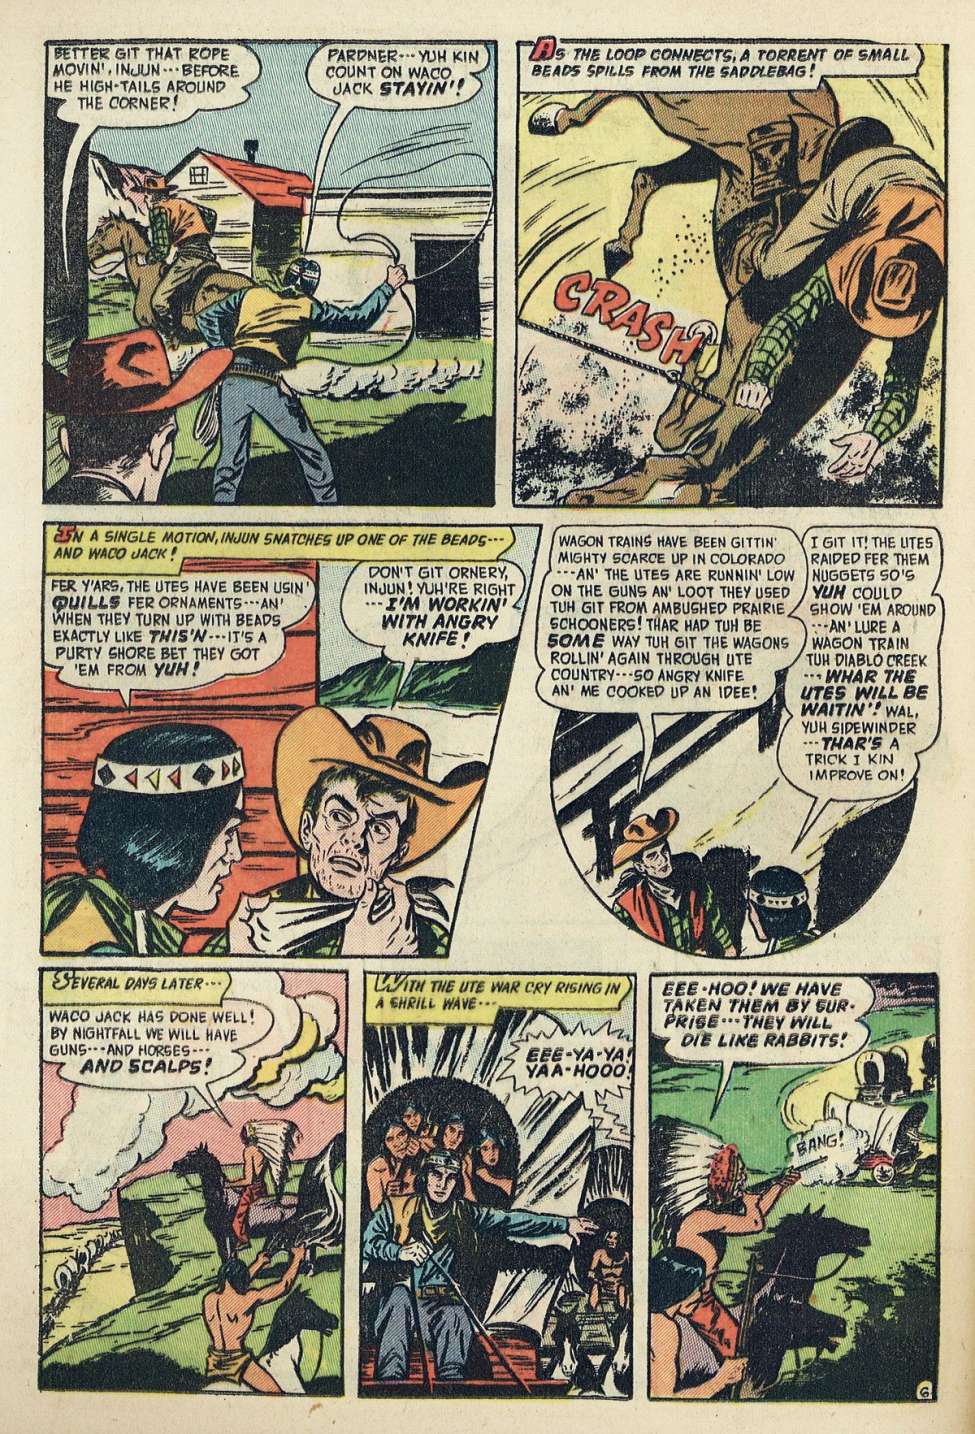 BETTER GIT THAT ROPE
MOVIN', INJUN---BEFORE
HE HIGH-TAILS AROUND
THE CORNER!
PARDNER---YUH KIN
COUNT ON WACO
JACK STAYIN'!
AS THE LOOP CONNECTS, A TORRENT OF SMALL
BEADS SPILLS FROM THE SADDLEBAG!
CRASH
IN A SINGLE MOTION, INJUN SNATCHES UP ONE OF THE BEADS---
AND WACO JACK!
FER Y'ARS, THE UTES HAVE BEEN USIN'
QUILLS FER ORNAMENTS---AN'
WHEN THEY TURN UP WITH BEADS
EXACTLY LIKE THIS'N---IT'S A
PURTY SHORE BET THEY GOT
'EM FROM YUH!
DON'T GIT ORNERY,
INJUN! YUH'RE RIGHT
---I'M WORKIN'
WITH ANGRY
KNIFE!
WAGON TRAINS HAVE BEEN GITTIN'
MIGHTY SCARCE UP IN COLORADO
---AN' THE UTES ARE RUNNIN' LOW
ON THE GUNS AN' LOOT THEY USED
TUH GIT FROM AMBUSHED PRAIRIE
SCHOONERS! THAR HAD TUH BE
SOME WAY TUH GIT THE WAGONS
ROLLIN' AGAIN THROUGH UTE
COUNTRY---SO ANGRY KNIFE
AN' ME COOKED UP AN IDEE!
I GIT IT! THE UTES
RAIDED FER THEM
NUGGETS SO'S
YUH COULD
SHOW 'EM AROUND
---AN' LURE A
WAGON TRAIN
TUH DIABLO CREEK
---WHAR THE
UTES WILL BE
WAITIN'! WAL,
YUH SIDEWINDER
---THAR'S A
TRICK I KIN
IMPROVE ON!
SEVERAL DAYS LATER---
WACO JACK HAS DONE WELL!
BY NIGHTFALL WE WILL HAVE
GUNS---AND HORSES---
AND SCALPS!
WITH THE UTE WAR CRY RISING IN
A SHRILL WAVE---
EEE-YA-YA!
YAA-HOOO!
EEE-HOO! WE HAVE
TAKEN THEM BY SUR-
PRISE---THEY WILL
DIE LIKE RABBITS!
BANG!
6